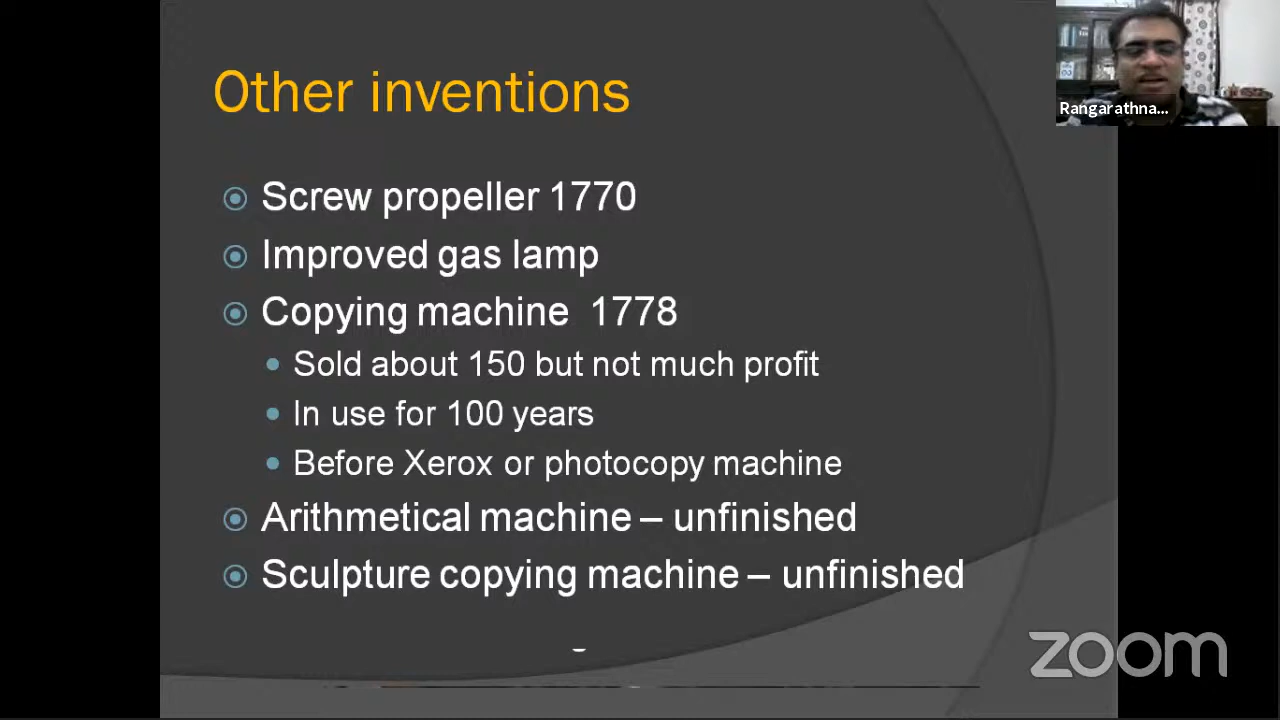 Other inventions
Rangarathna...
Screw propeller 1770
Improved gas lamp
Copying machine 1778
Sold about 150 but not much profit
In use for 100 years
Before Xerox or photocopy machine
Arithmetical machine – unfinished
Sculpture copying machine – unfinished
zoom